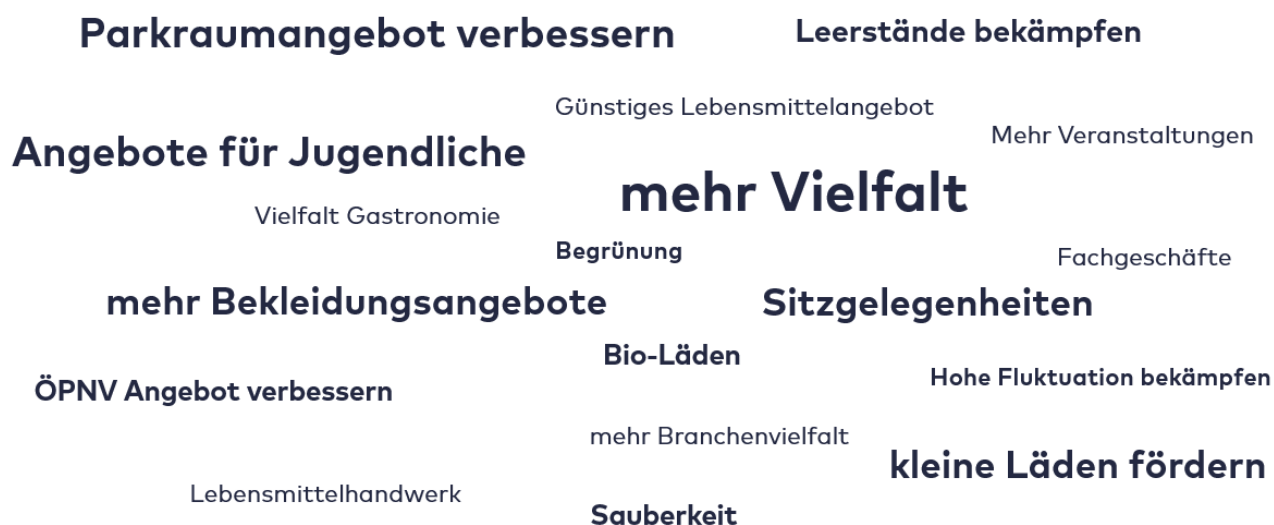 Parkraumangebot verbessern
Leerstände bekämpfen
Günstiges Lebensmittelangebot
Mehr Veranstaltungen
Angebote für Jugendliche
mehr Vielfalt
Vielfalt Gastronomie
Begrünung
Fachgeschäfte
mehr Bekleidungsangebote
Sitzgelegenheiten
Bio-Läden
Hohe Fluktuation bekämpfen
ÖPNV Angebot verbessern
mehr Branchenvielfalt
kleine Läden fördern
Lebensmittelhandwerk
Sauberkeit